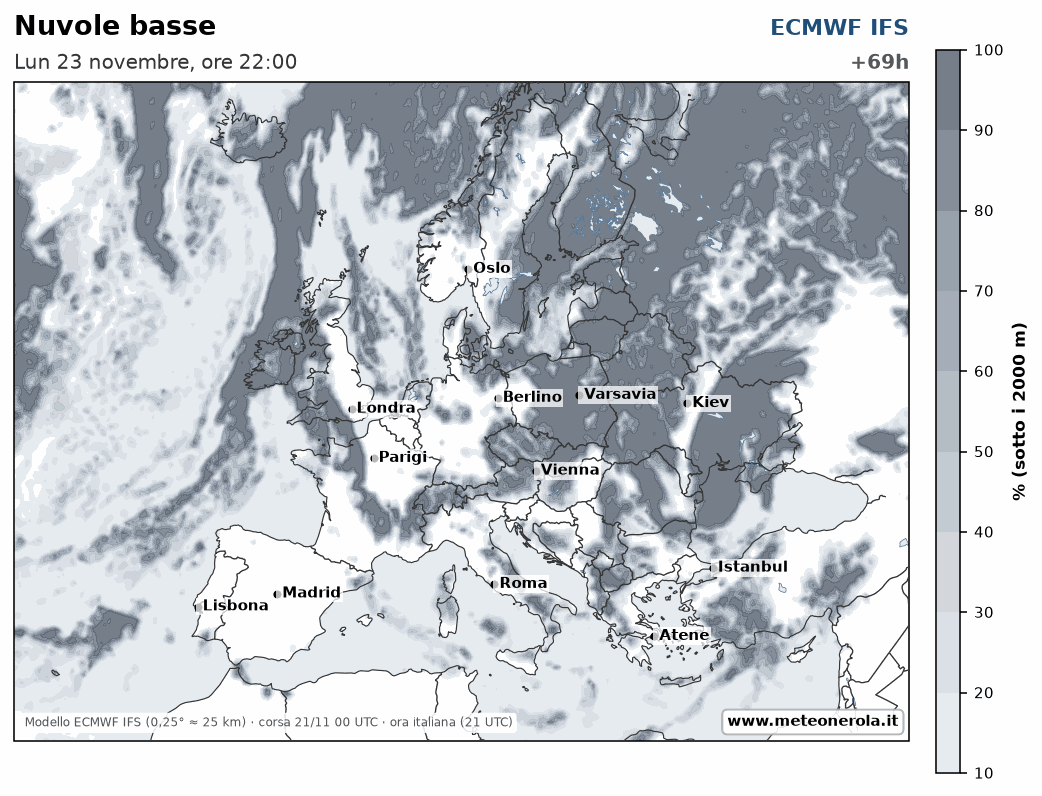 Nuvole basse
ECMWF IFS
Lun 23 novembre, ore 22:00
+69h
Oslo
Berlino
Varsavia
Kiev
Londra
Parigi
Vienna
Istanbul
Roma
Madrid
Lisbona
Atene
Modello ECMWF IFS (0,25° ≈ 25 km) · corsa 21/11 00 UTC · ora italiana (21 UTC)
www.meteonerola.it
100
90
80
70
60
50
40
30
20
10
% (sotto i 2000 m)